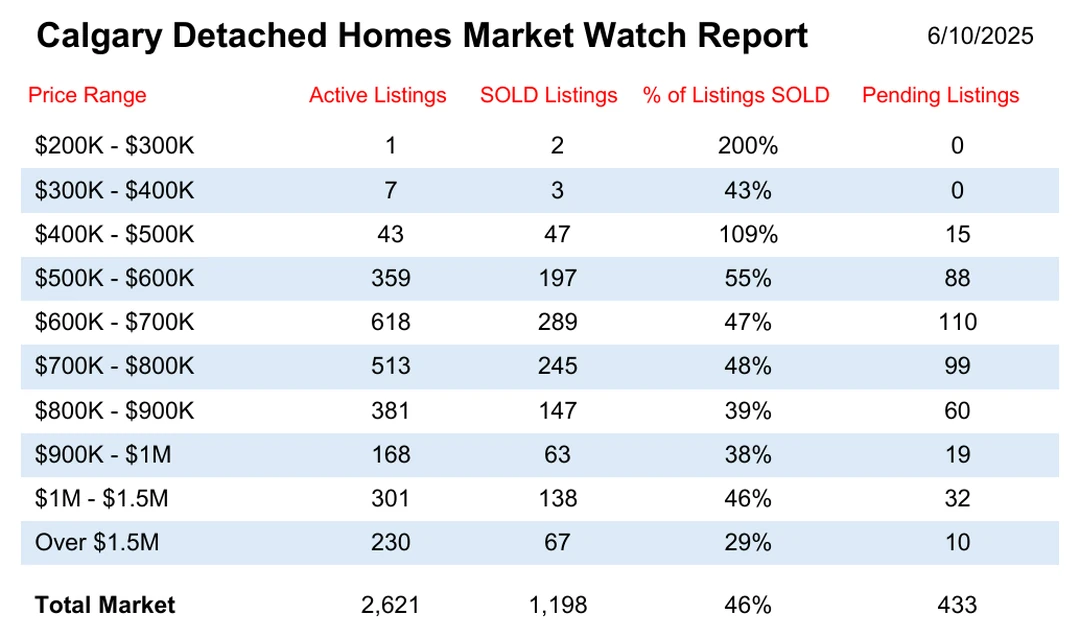 Calgary Detached Homes Market Watch Report 6/10/2025
Price Range Active Listings SOLD Listings % of Listings SOLD Pending Listings
$200K - $300K 1 2 200% 0
$300K - $400K 7 3 43% 0
$400K - $500K 43 47 109% 15
$500K - $600K 359 197 55% 88
$600K - $700K 618 289 47% 110
$700K - $800K 513 245 48% 99
$800K - $900K 381 147 39% 60
$900K - $1M 168 63 38% 19
$1M - $1.5M 301 138 46% 32
Over $1.5M 230 67 29% 10
Total Market 2,621 1,198 46% 433